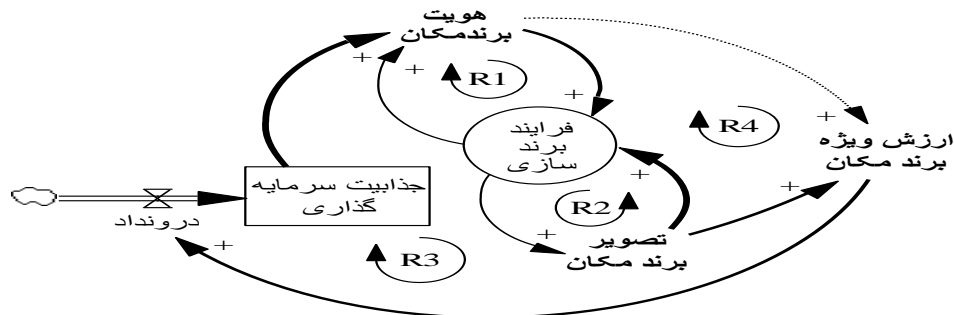 هویت
برندمکان
+
+
R1
+
فرایند
برند
سازی
R4
+
ارزش ویژه
برند مکان
جذابیت سرمایه
گذاری
درونداد
+
R2
+
+
+
تصویر
برند مکان
R3
+